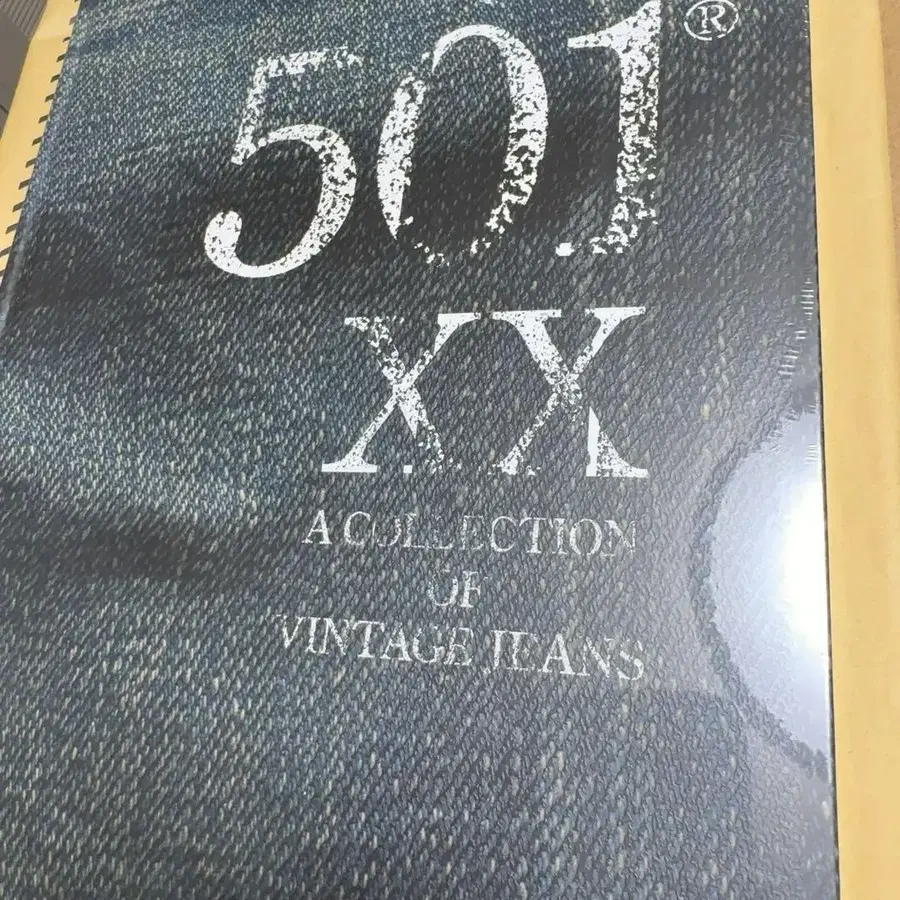 501®
XX
A COLLECTION
OF
VINTAGE JEANS